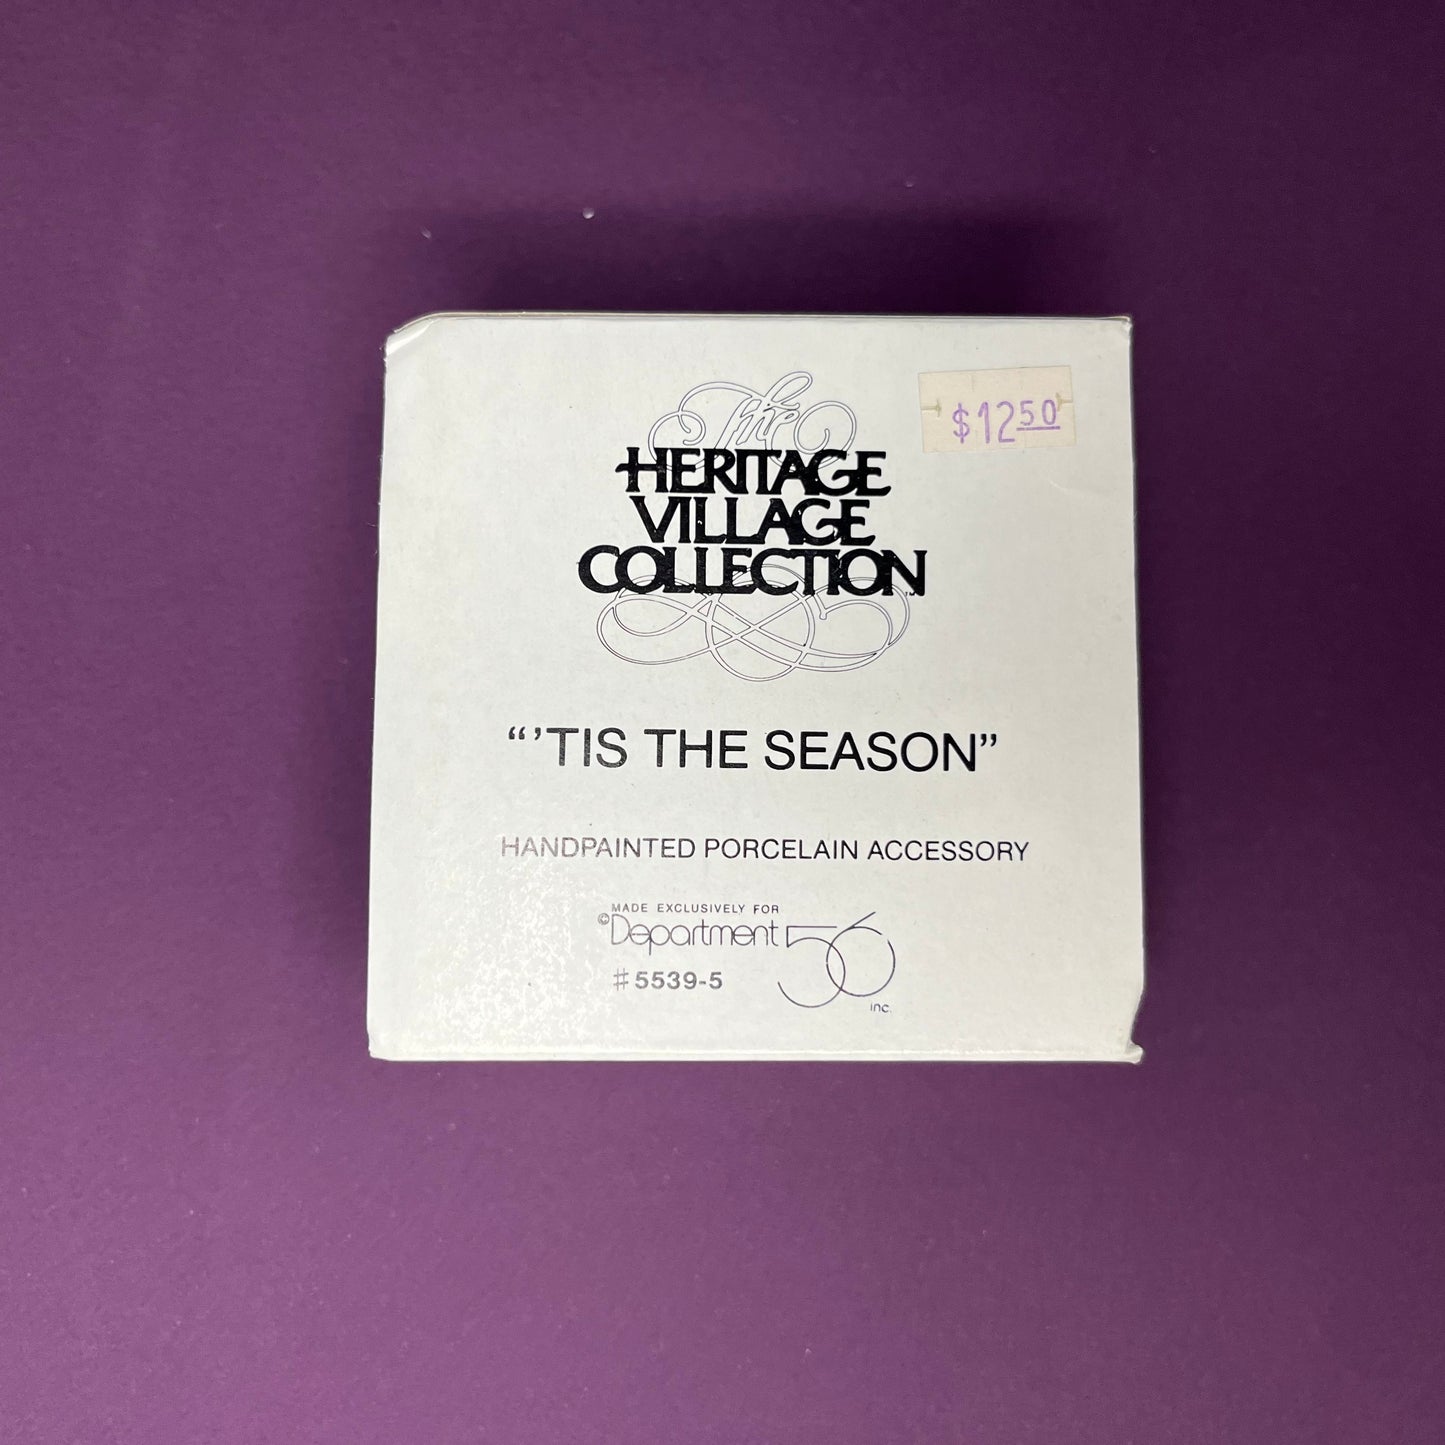 $12.50
The
HERITAGE
VILLAGE
COLLECTION™
“’TIS THE SEASON”
HANDPAINTED PORCELAIN ACCESSORY
MADE EXCLUSIVELY FOR
©Department 56
#5539-5
inc.